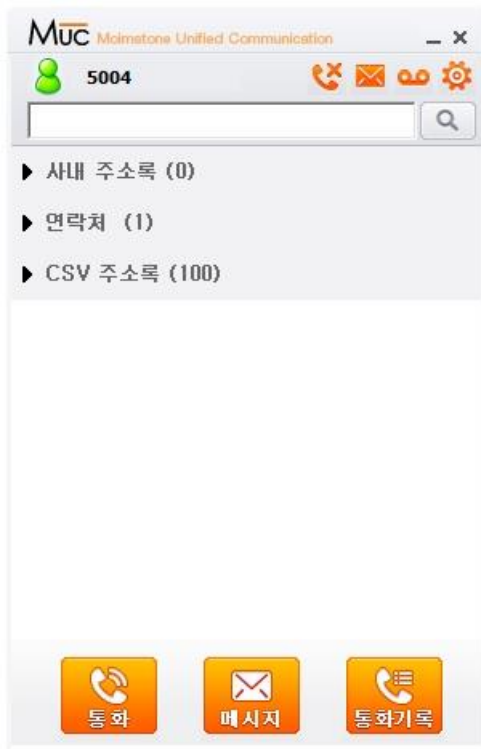 MUC Moimstone Unified Communication
5004
사내 주소록 (0)
연락처 (1)
CSV 주소록 (100)
통화
메시지
통화기록